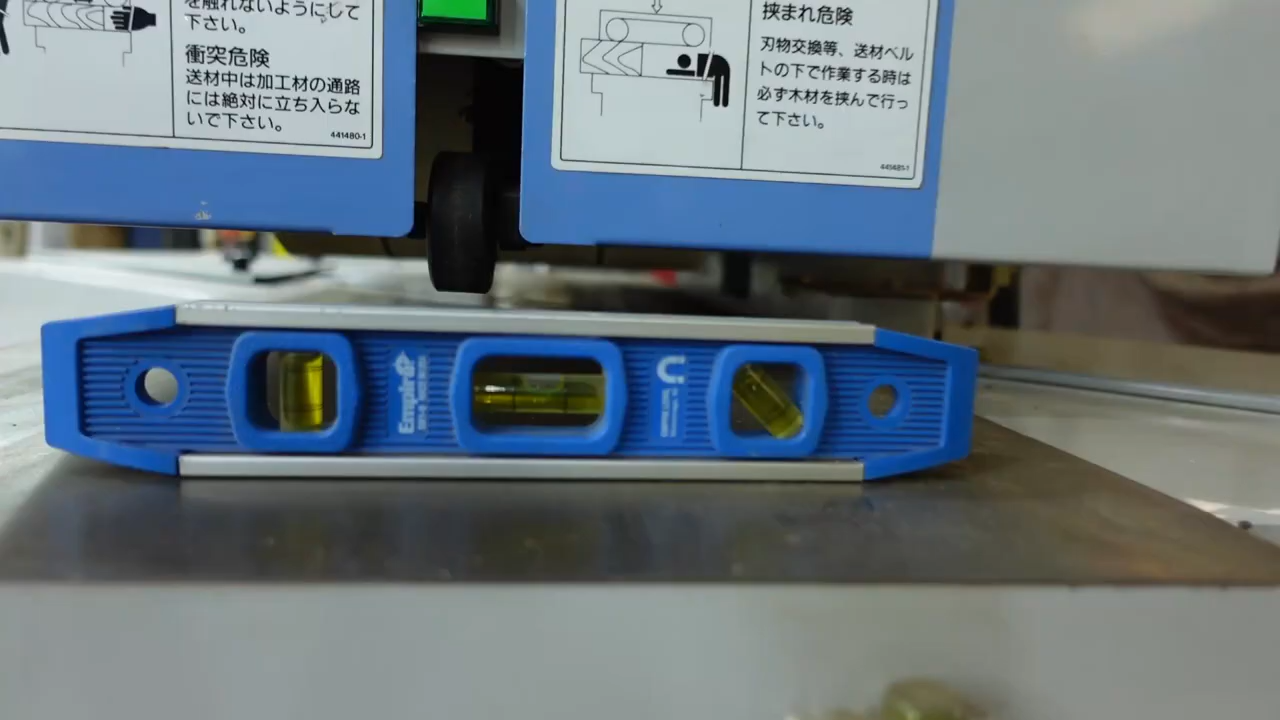 を触れないようにして
下さい。
衝突危険
送材中は加工材の通路
には絶対に立ち入らな
いで下さい。
441480-1
挟まれ危険
刃物交換等、送材ベル
トの下で作業する時は
必ず木材を挟んで行っ
て下さい。
441481-1
Empire